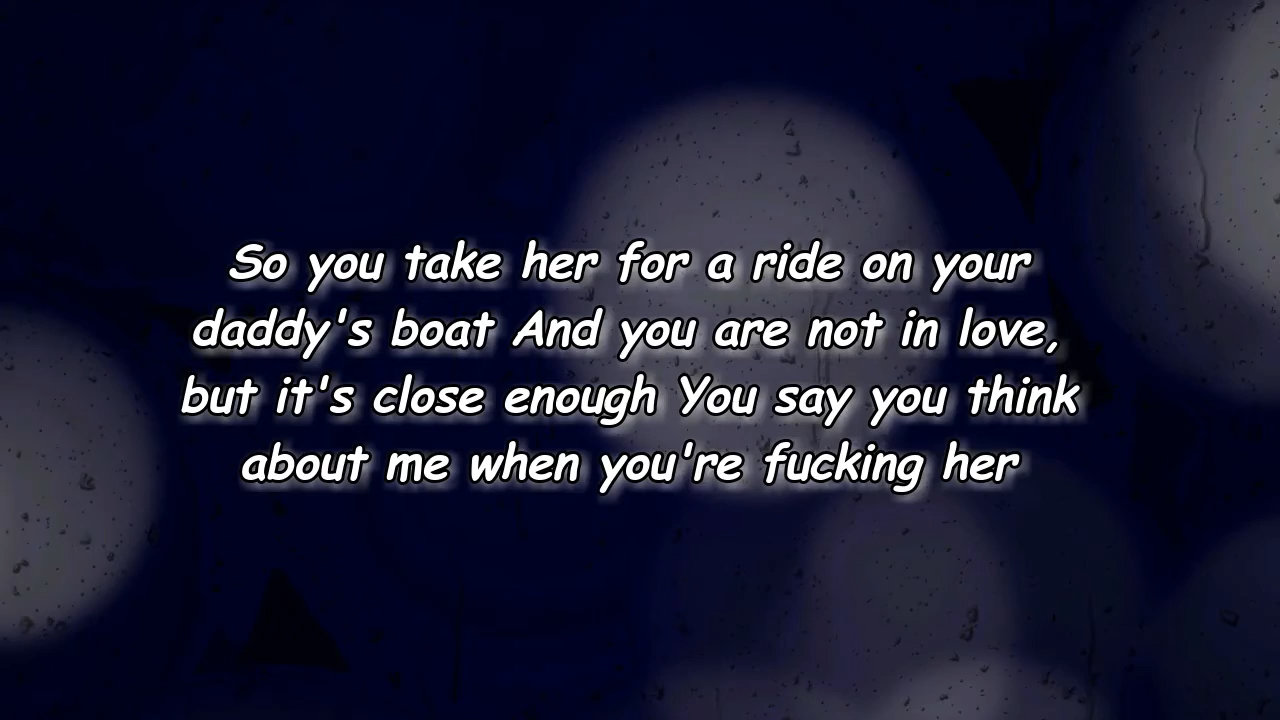 So you take her for a ride on your
daddy's boat And you are not in love,
but it's close enough You say you think
about me when you're fucking her